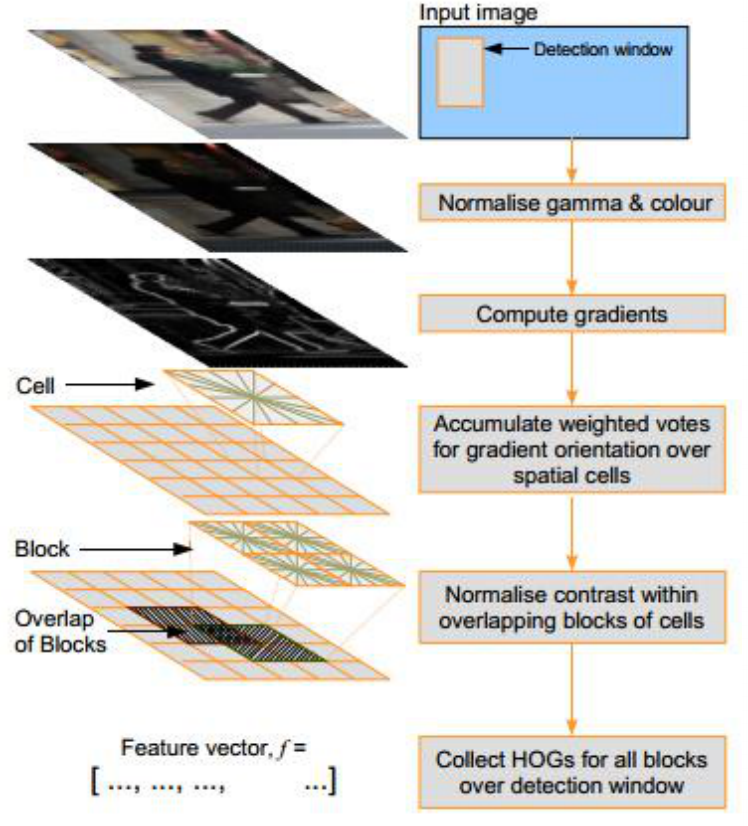 Input image
Detection window
Normalise gamma & colour
Compute gradients
Cell
Accumulate weighted votes
for gradient orientation over
spatial cells
Block
Normalise contrast within
overlapping blocks of cells
Overlap
of Blocks
Feature vector, f =
[ ..., ..., ..., ...]
Collect HOGs for all blocks
over detection window